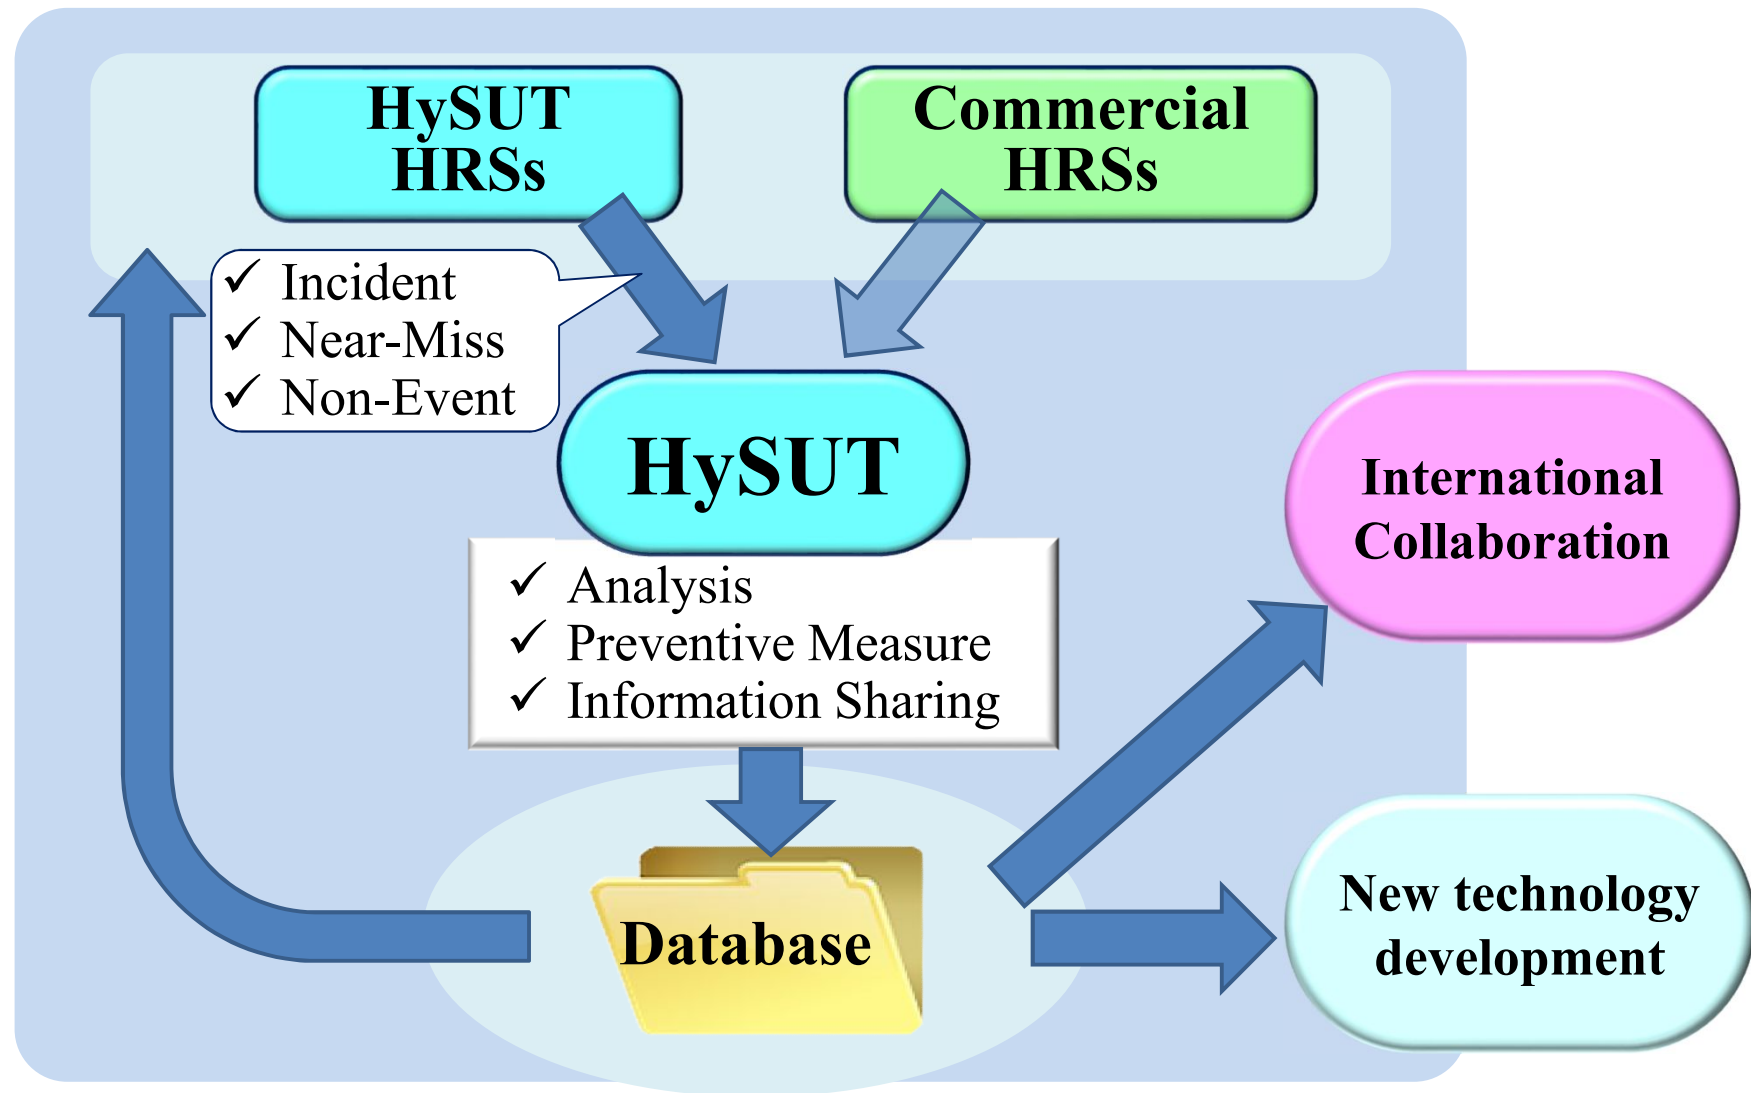 HySUT
HRSs
Commercial
HRSs
✓ Incident
✓ Near-Miss
✓ Non-Event
HySUT
✓ Analysis
✓ Preventive Measure
✓ Information Sharing
International
Collaboration
Database
New technology
development